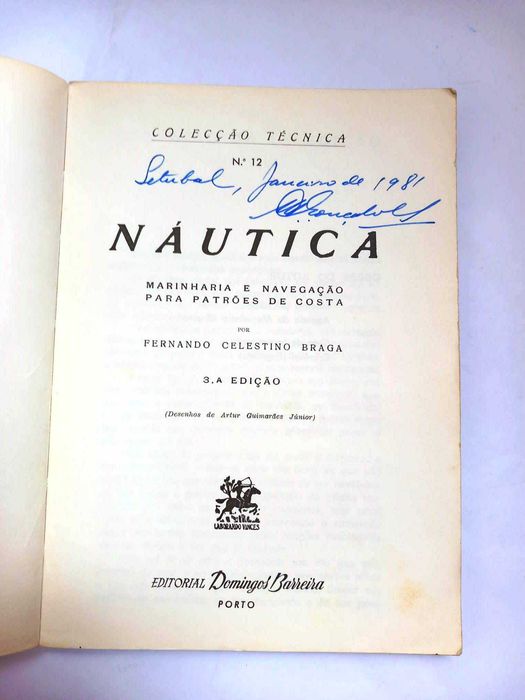 COLECÇÃO TÉCNICA
N.º 12
Setubal, Janeiro de 1981
NÁUTICA
MARINHARIA E NAVEGAÇÃO
PARA PATRÕES DE COSTA
POR
FERNANDO CELESTINO BRAGA
3.A EDIÇÃO
(Desenhos de Artur Guimarães Júnior)
LABORANDO VINCES
EDITORIAL Domingos Barreira
PORTO